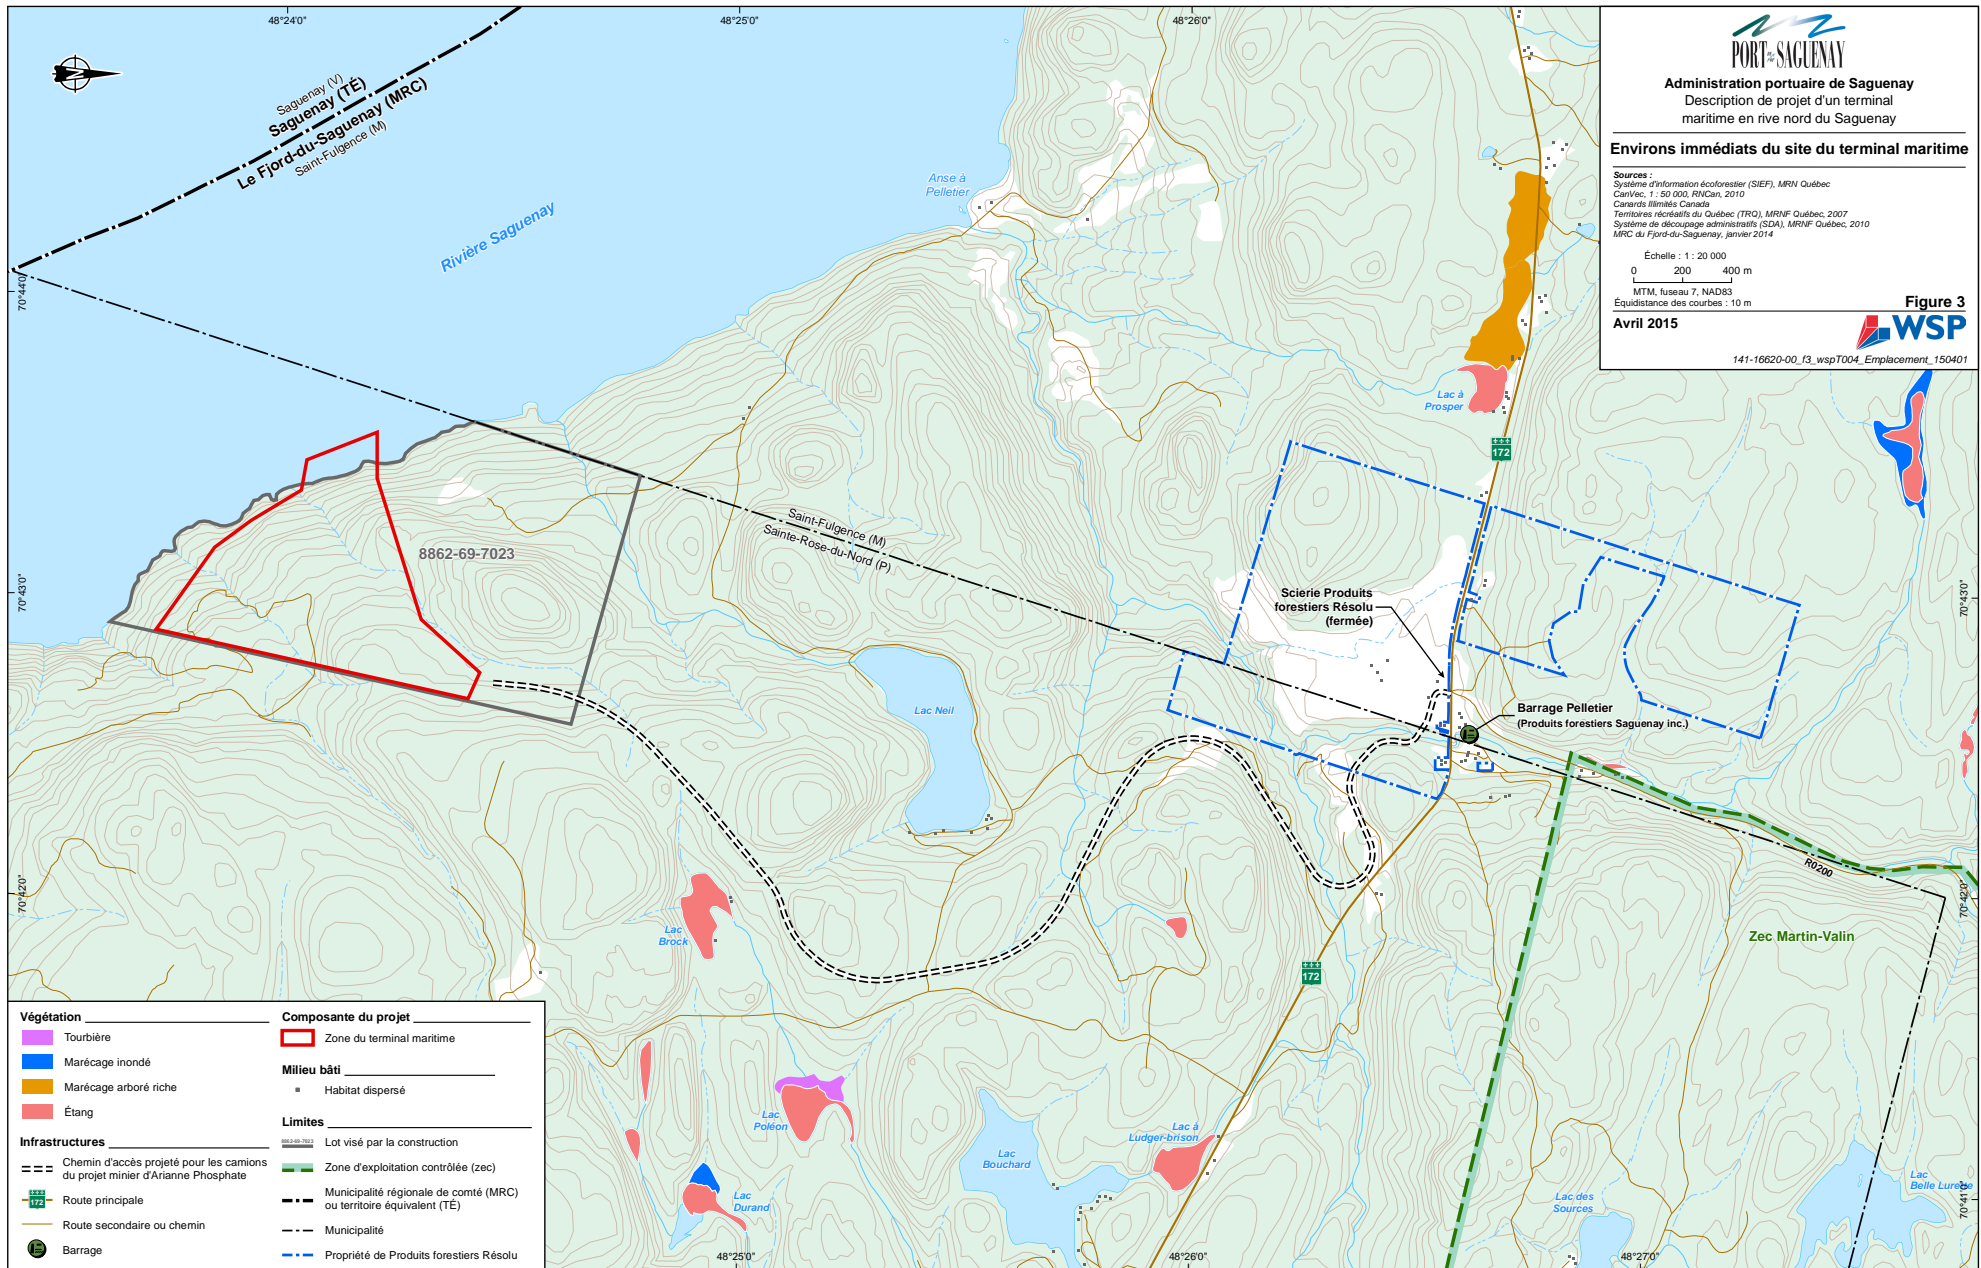 48°24'0"
48°25'0"
48°26'0"
N
Saguenay (V)
Saguenay (TÉ)
Le Fjord-du-Saguenay (MRC)
Saint-Fulgence (M)
Rivière Saguenay
Anse à
Pelletier
70°44'0"
70°43'0"
70°42'0"
8862-69-7023
Saint-Fulgence (M)
Sainte-Rose-du-Nord (P)
Lac Neil
Lac
Brock
Lac à
Prosper
172
Scierie Produits
forestiers Résolu
(fermée)
Barrage Pelletier
(Produits forestiers Saguenay inc.)
R0200
Zec Martin-Valin
172
70°43'0"
70°42'0"
70°41'0"
Lac
Poléon
Lac
Durand
Lac
Bouchard
Lac à
Ludger-brison
Lac des
Sources
Lac
Belle Lurette
48°25'0"
48°26'0"
48°27'0"
PORT DE SAGUENAY
Administration portuaire de Saguenay
Description de projet d'un terminal
maritime en rive nord du Saguenay
Environs immédiats du site du terminal maritime
Sources :
Système d'information écoforestier (SIEF), MRN Québec
CanVec, 1 : 50 000, RNCan, 2010
Canards Illimités Canada
Territoires récréatifs du Québec (TRQ), MRNF Québec, 2007
Système de découpage administratifs (SDA), MRNF Québec, 2010
MRC du Fjord-du-Saguenay, janvier 2014
Échelle : 1 : 20 000
0 200 400 m
MTM, fuseau 7, NAD83
Équidistance des courbes : 10 m
Figure 3
Avril 2015
WSP
141-16620-00_f3_wspT004_Emplacement_150401
Végétation
Tourbière
Marécage inondé
Marécage arboré riche
Étang
Infrastructures
Chemin d'accès projeté pour les camions
du projet minier d'Arianne Phosphate
172
Route principale
Route secondaire ou chemin
Barrage
Composante du projet
Zone du terminal maritime
Milieu bâti
Habitat dispersé
Limites
8862-69-7023
Lot visé par la construction
Zone d'exploitation contrôlée (zec)
Municipalité régionale de comté (MRC)
ou territoire équivalent (TÉ)
Municipalité
Propriété de Produits forestiers Résolu